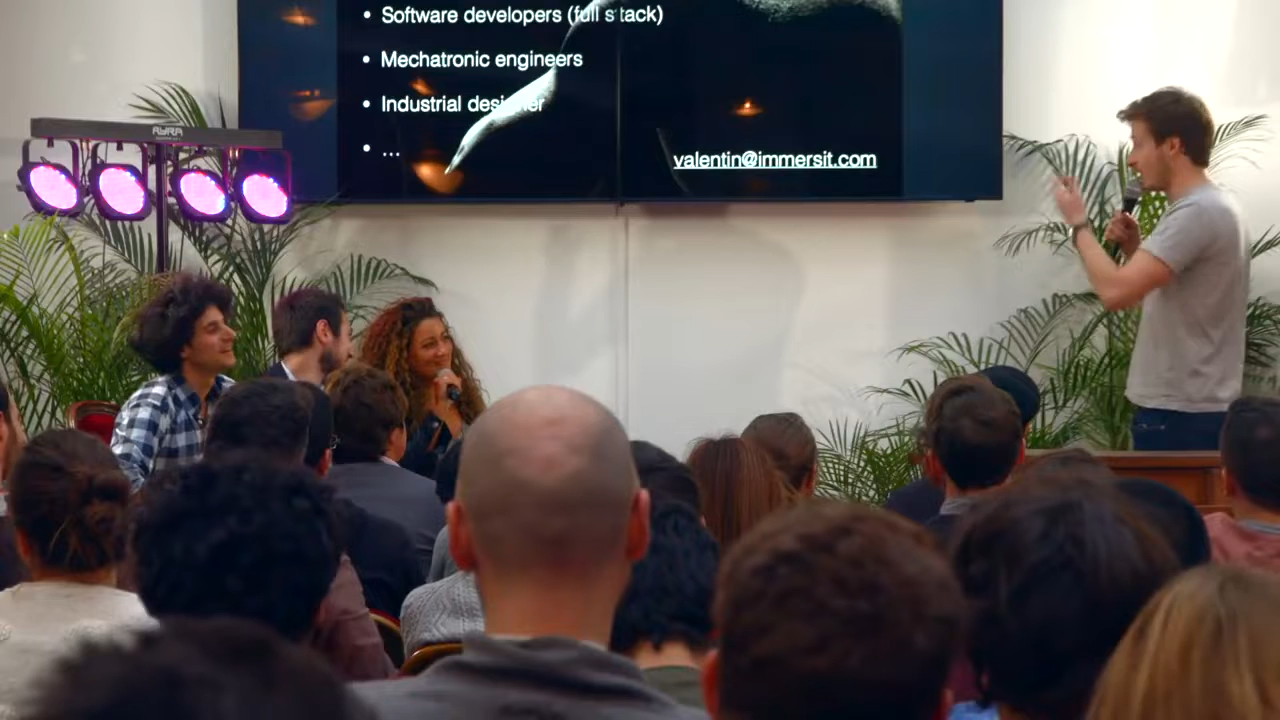 • Software developers (full stack)
• Mechatronic engineers
• Industrial designer
• ...
valentin@immersit.com
AYRA